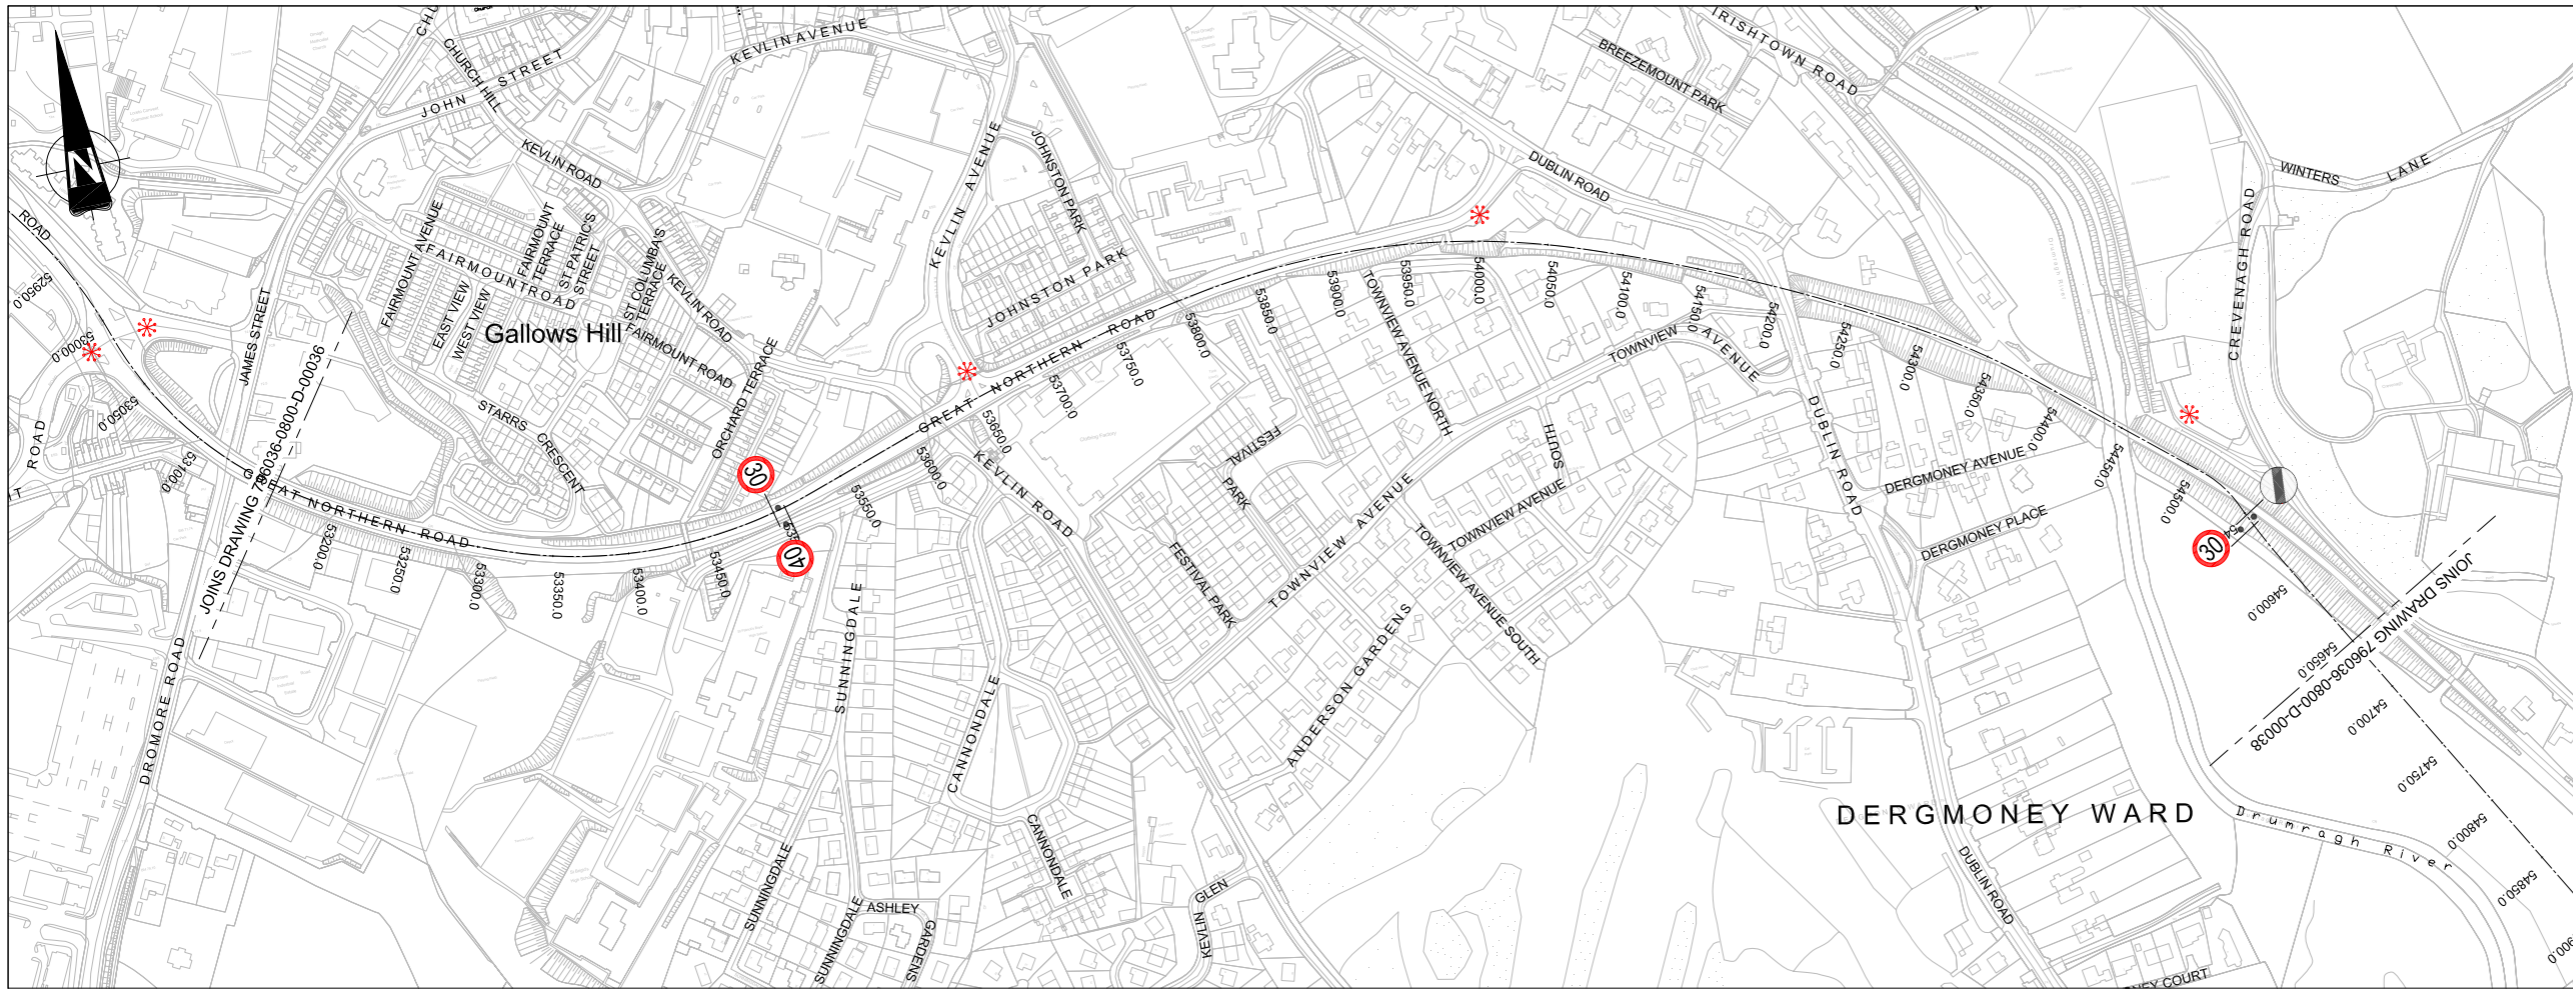 IRISHTOWN ROAD
BREEZEMOUNT PARK
KEVLIN AVENUE
CHURCH HILL
JOHN STREET
KEVLIN ROAD
KEVLIN AVENUE
JOHNSTON PARK
DUBLIN ROAD
WINTERS LANE
N
ROAD
FAIRMOUNT AVENUE
FAIRMOUNT ROAD
FAIRMOUNT
TERRACE
ST.PATRIC'S
STREET
ST COLUMBA'S
TERRACE
KEVLIN ROAD
EAST VIEW
WEST VIEW
Gallows Hill
FAIRMOUNT ROAD
JOHNSTON PARK
CREVENAGH ROAD
JAMES STREET
ORCHARD TERRACE
GREAT NORTHERN ROAD
52950.0
53000.0
53050.0
53100.0
ROAD
JOINS DRAWING 796036-0800-D-00036
GREAT NORTHERN ROAD
STARRS CRESCENT
53200.0
53250.0
53300.0
53350.0
53400.0
53450.0
30
40
53550.0
53600.0
53650.0
53700.0
53750.0
53800.0
53850.0
53900.0
53950.0
54000.0
54050.0
54100.0
54150.0
54200.0
54250.0
54300.0
54350.0
54400.0
54450.0
54500.0
30
54600.0
54650.0
54700.0
54750.0
54800.0
54850.0
JOINS DRAWING 796036-0800-D-00038
KEVLIN ROAD
TOWNVIEW AVENUE NORTH
TOWNVIEW AVENUE
FESTIVAL
PARK
FESTIVAL PARK
TOWNVIEW AVENUE
SOUTH
TOWNVIEW AVENUE
TOWNVIEW AVENUE SOUTH
ANDERSON GARDENS
DUBLIN ROAD
DERGMONEY AVENUE
DERGMONEY PLACE
DROMORE ROAD
SUNNINGDALE
CANNONDALE
CANNONDALE
SUNNINGDALE
SUNNINGDALE
ASHLEY
GARDENS
KEVLIN
GLEN
DERGMONEY WARD
Drumragh River
DUBLIN ROAD
COURT